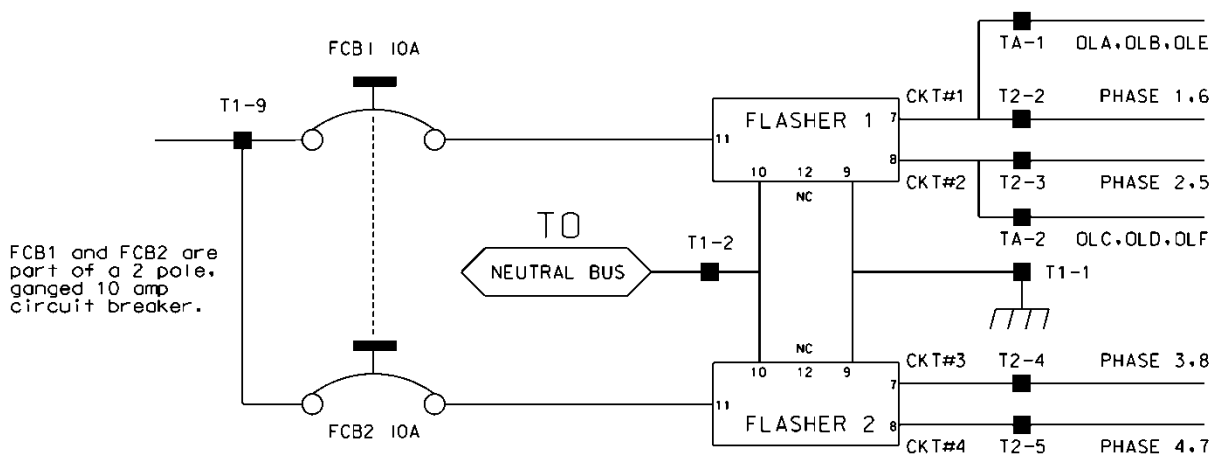 FCB1 10A
T1-9
TA-1 OLA,OLB,OLE
CKT#1 T2-2 PHASE 1,6
FLASHER 1
11
7
8
10 12 9
NC
CKT#2 T2-3 PHASE 2,5
TA-2 OLC,OLD,OLF
FCB1 and FCB2 are
part of a 2 pole,
ganged 10 amp
circuit breaker.
TO
NEUTRAL BUS
T1-2
T1-1
NC
10 12 9
CKT#3 T2-4 PHASE 3,8
7
11
FLASHER 2
8
FCB2 10A
CKT#4 T2-5 PHASE 4,7